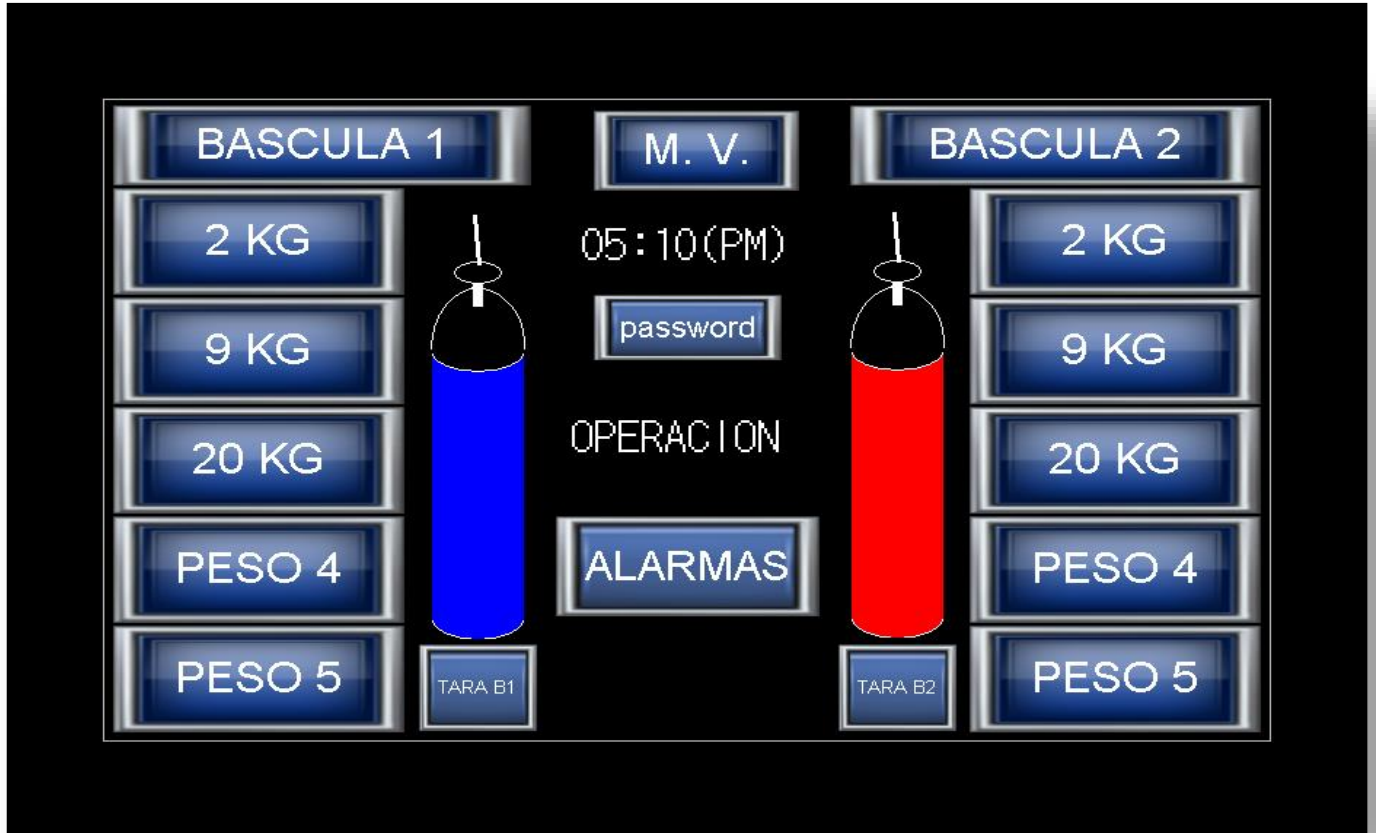 BASCULA 1
M. V.
BASCULA 2
2 KG
05:10(PM)
2 KG
9 KG
password
9 KG
20 KG
OPERACION
20 KG
PESO 4
ALARMAS
PESO 4
PESO 5
TARA B1
TARA B2
PESO 5